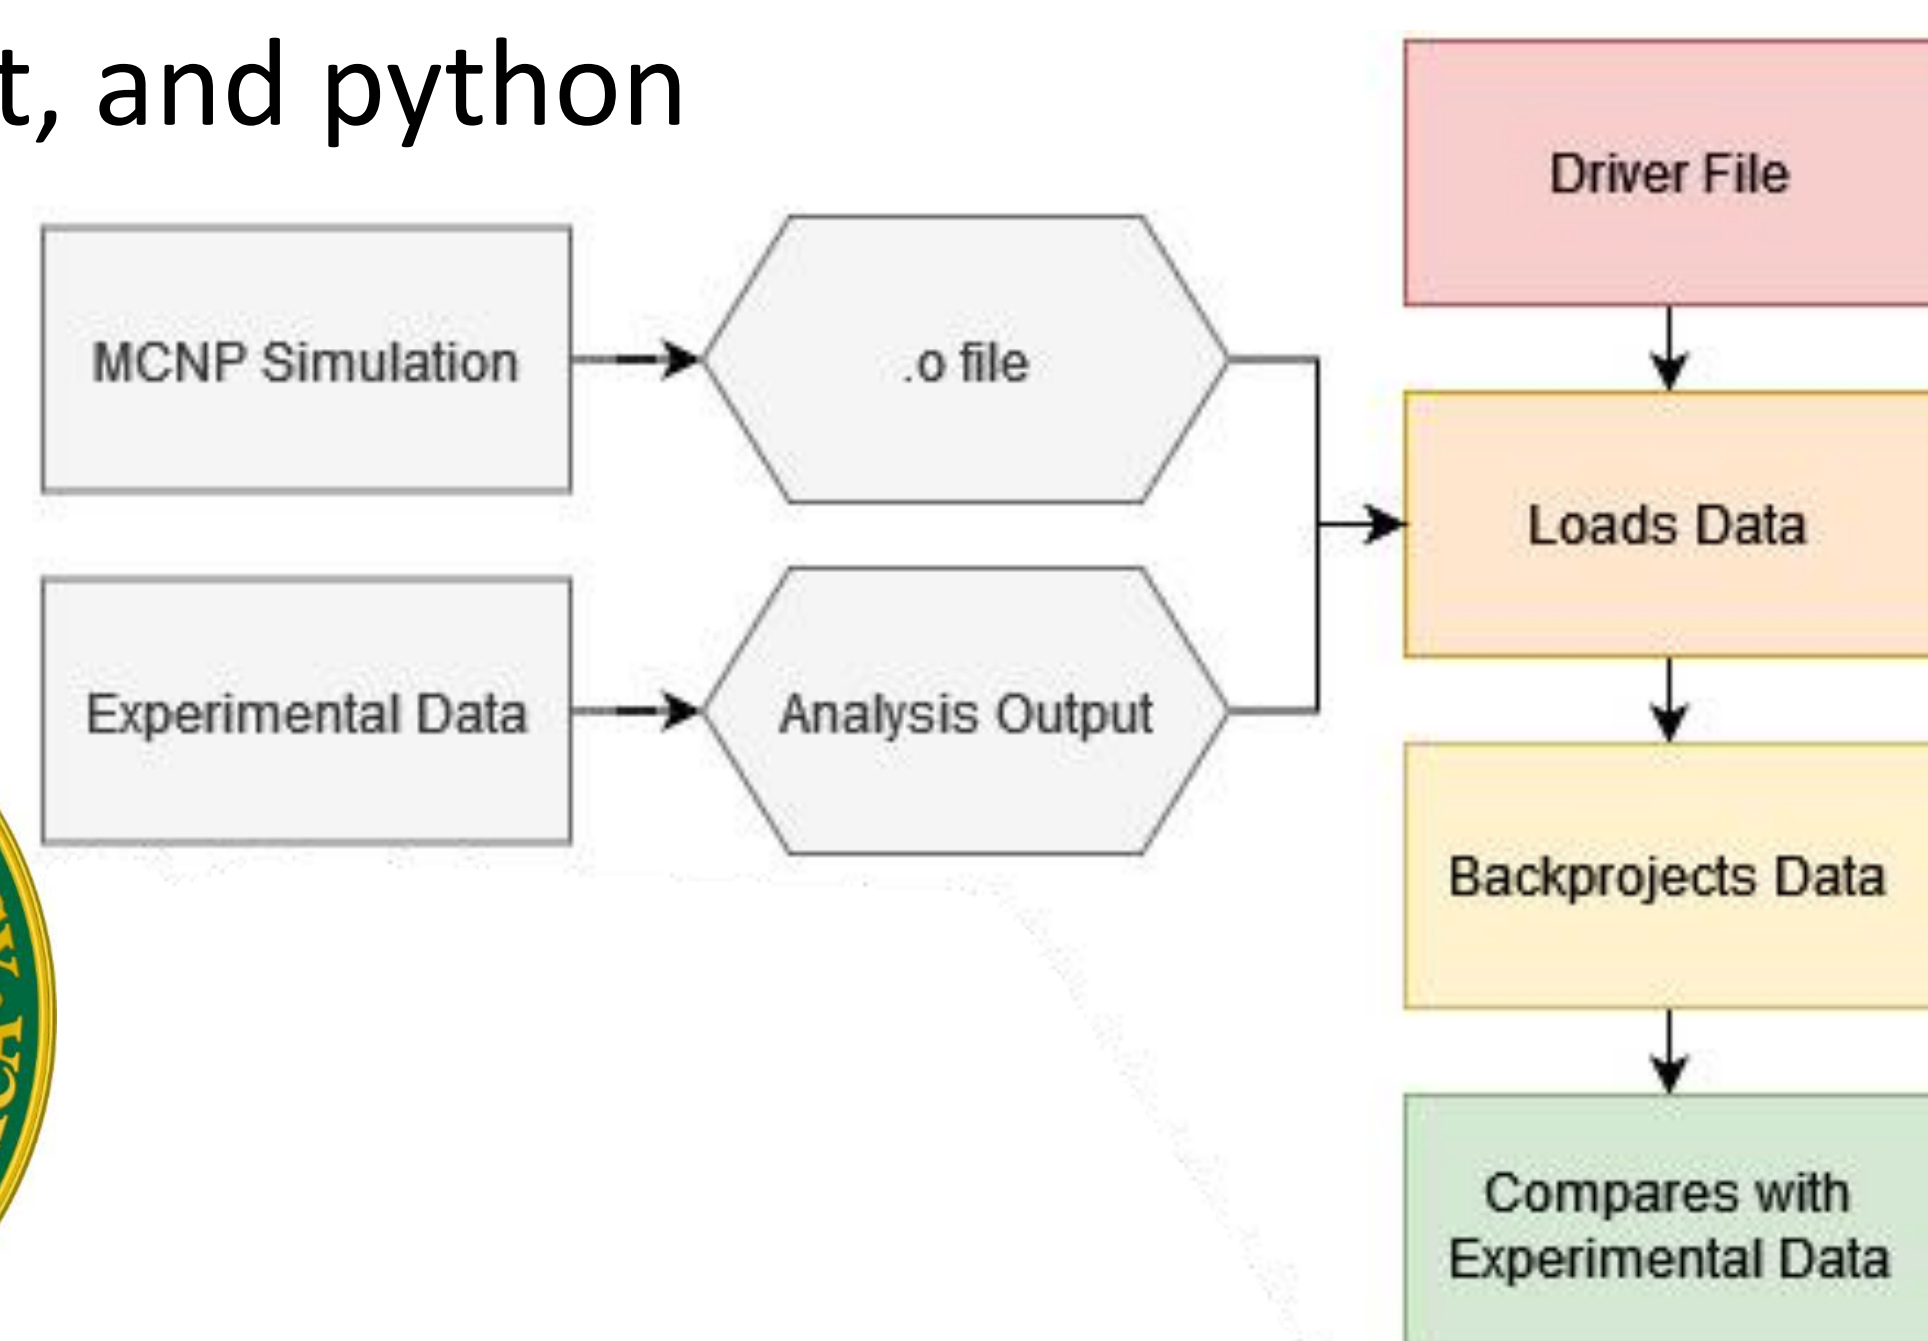 t, and python
Driver File
MCNP Simulation
.o file
Loads Data
Experimental Data
Analysis Output
Backprojects Data
Compares with
Experimental Data